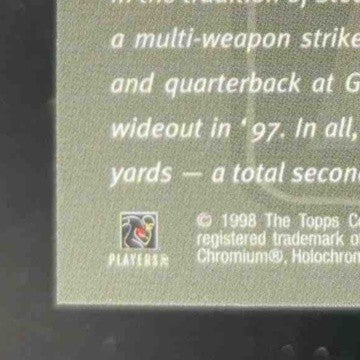 a multi-weapon strike
and quarterback at G
wideout in '97. In all,
yards — a total secon
© 1998 The Topps Co
registered trademark o
Chromium®, Holochrom
PLAYERS